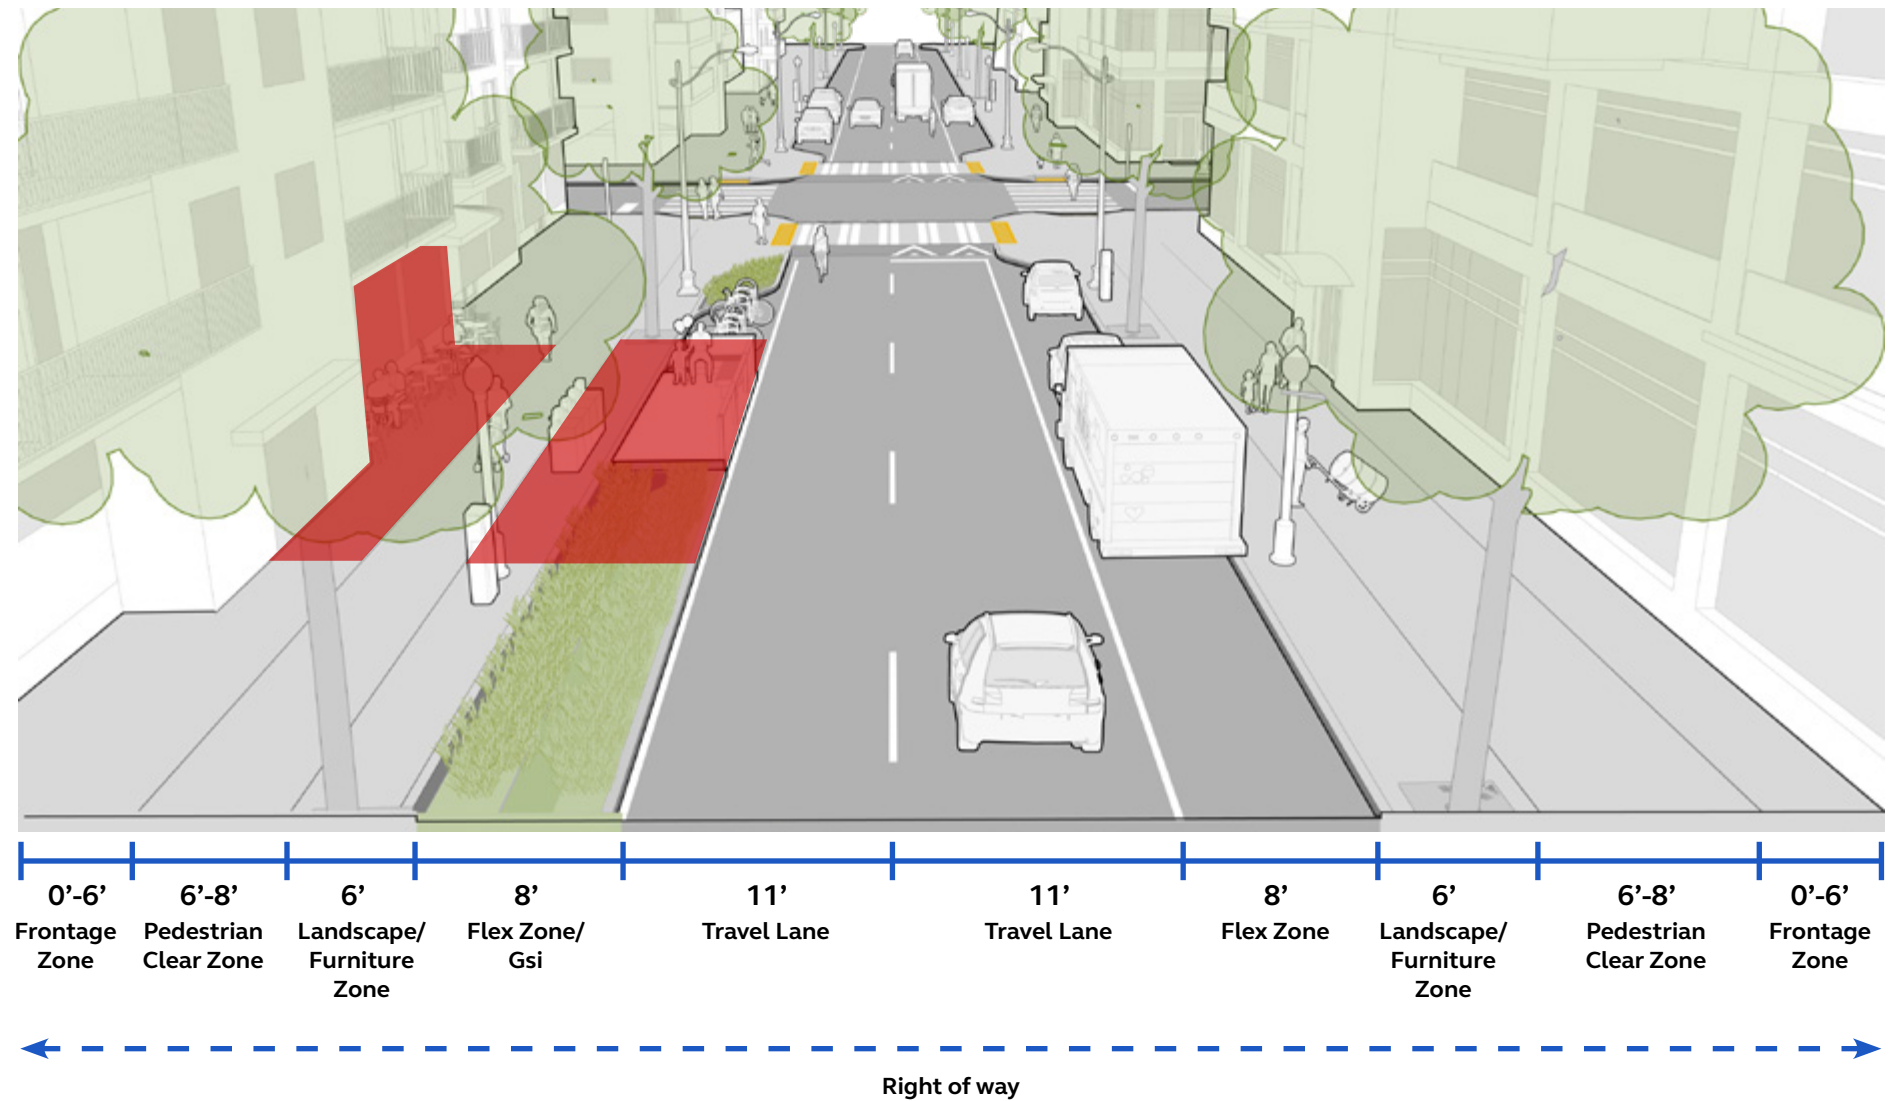 0’-6’ 6’-8’ 6’ 8’ 11’ 11’ 8’ 6’ 6’-8’ 0’-6’
Frontage Pedestrian Landscape/ Flex Zone/ Travel Lane Travel Lane Flex Zone Landscape/ Pedestrian Frontage
Zone Clear Zone Furniture Gsi Furniture Clear Zone Zone
Zone Zone
Right of way